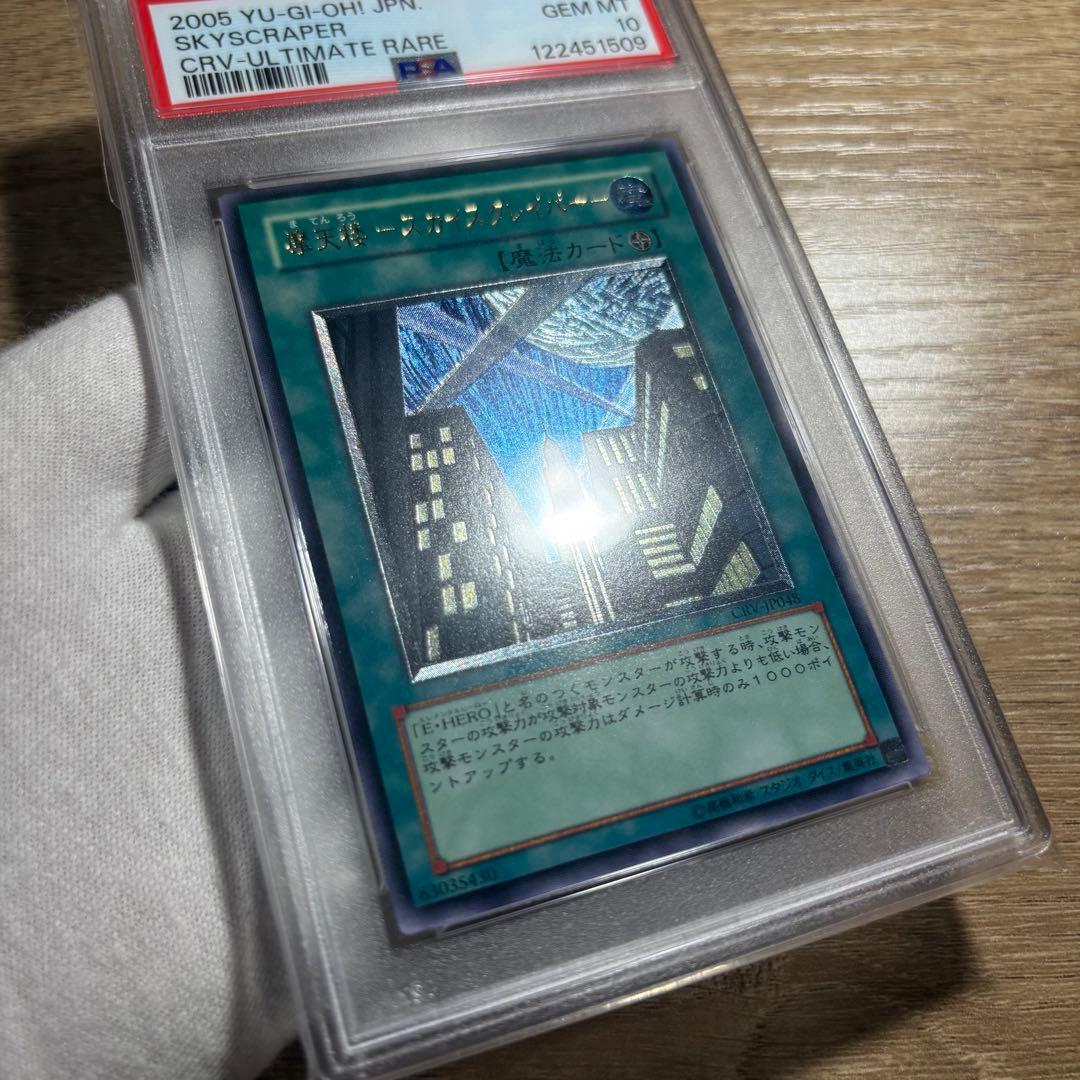 2005 YU-GI-OH! JPN.
SKYSCRAPER
CRV-ULTIMATE RARE
GEM MT
10
122451509
PSA
ま てんろう
摩天楼 －スカイスクレイパー－
【魔法カード】
CRV-JP048
「E・HERO」と名のつくモンスターが攻撃する時、攻撃モン
スターの攻撃力が攻撃対象モンスターの攻撃力よりも低い場合、
攻撃モンスターの攻撃力はダメージ計算時のみ１０００ポイ
ントアップする。
©高橋和希 スタジオ・ダイス/集英社
63035430